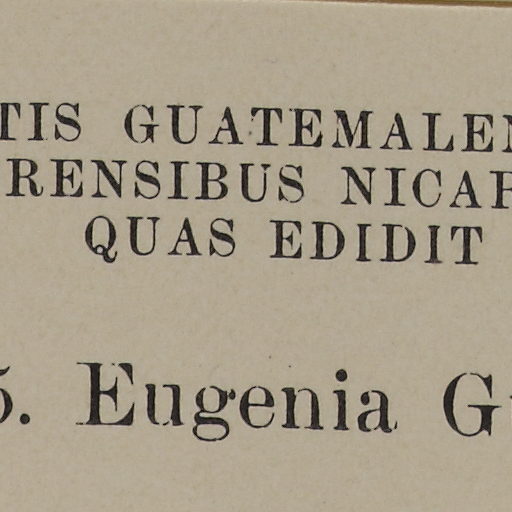 TIS GUATEMALEN
RENSIBUS NICAR
QUAS EDIDIT
5. Eugenia G